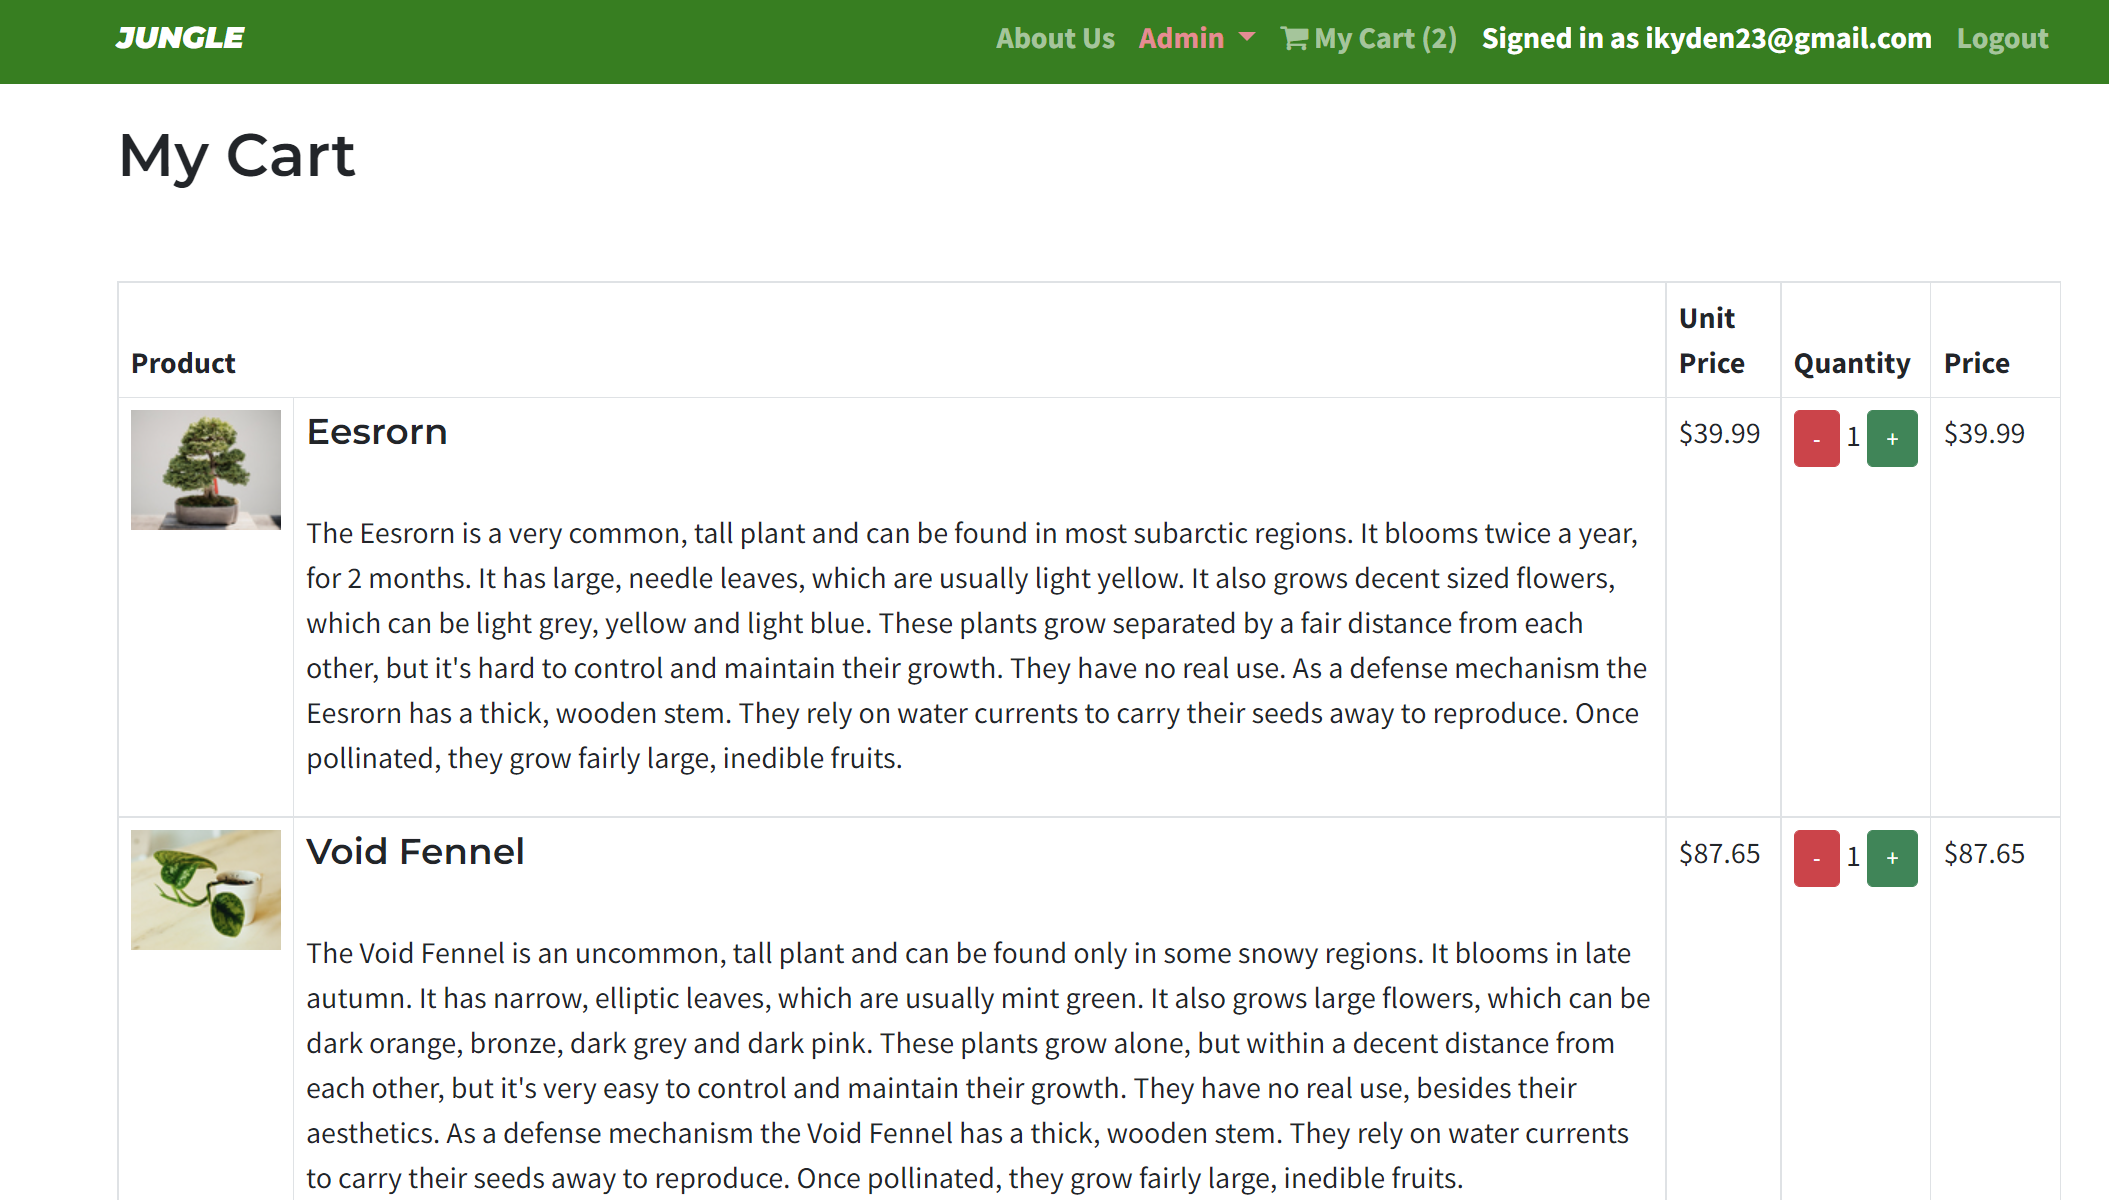 JUNGLE
About Us Admin My Cart (2) Signed in as ikyden23@gmail.com Logout
My Cart
Product Unit Price Quantity Price
Eesrorn $39.99 - 1 + $39.99
The Eesrorn is a very common, tall plant and can be found in most subarctic regions. It blooms twice a year,
for 2 months. It has large, needle leaves, which are usually light yellow. It also grows decent sized flowers,
which can be light grey, yellow and light blue. These plants grow separated by a fair distance from each
other, but it's hard to control and maintain their growth. They have no real use. As a defense mechanism the
Eesrorn has a thick, wooden stem. They rely on water currents to carry their seeds away to reproduce. Once
pollinated, they grow fairly large, inedible fruits.
Void Fennel $87.65 - 1 + $87.65
The Void Fennel is an uncommon, tall plant and can be found only in some snowy regions. It blooms in late
autumn. It has narrow, elliptic leaves, which are usually mint green. It also grows large flowers, which can be
dark orange, bronze, dark grey and dark pink. These plants grow alone, but within a decent distance from
each other, but it's very easy to control and maintain their growth. They have no real use, besides their
aesthetics. As a defense mechanism the Void Fennel has a thick, wooden stem. They rely on water currents
to carry their seeds away to reproduce. Once pollinated, they grow fairly large, inedible fruits.